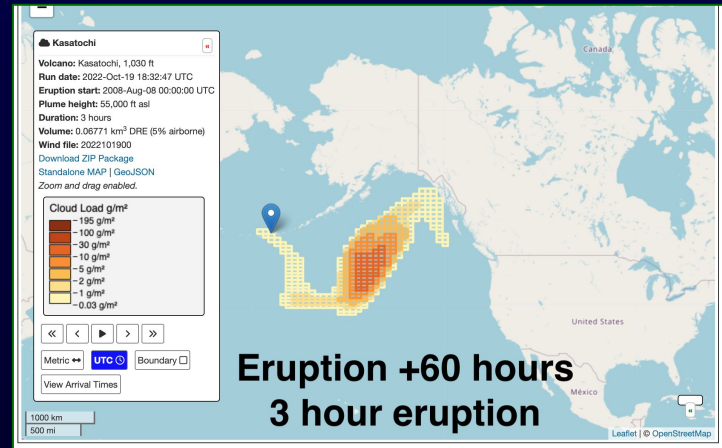 Kasatochi
«
Volcano: Kasatochi, 1,030 ft
Run date: 2022-Oct-19 18:32:47 UTC
Eruption start: 2008-Aug-08 00:00:00 UTC
Plume height: 55,000 ft asl
Duration: 3 hours
Volume: 0.06771 km³ DRE (5% airborne)
Wind file: 2022101900
Download ZIP Package
Standalone MAP | GeoJSON
Zoom and drag enabled.
Cloud Load g/m²
195 g/m²
100 g/m²
30 g/m²
10 g/m²
5 g/m²
2 g/m²
1 g/m²
0.03 g/m²
« ‹ ▶ › »
Metric ↔ UTC Boundary
View Arrival Times
1000 km
500 mi
Canada
United States
México
Eruption +60 hours
3 hour eruption
«
Leaflet | © OpenStreetMap